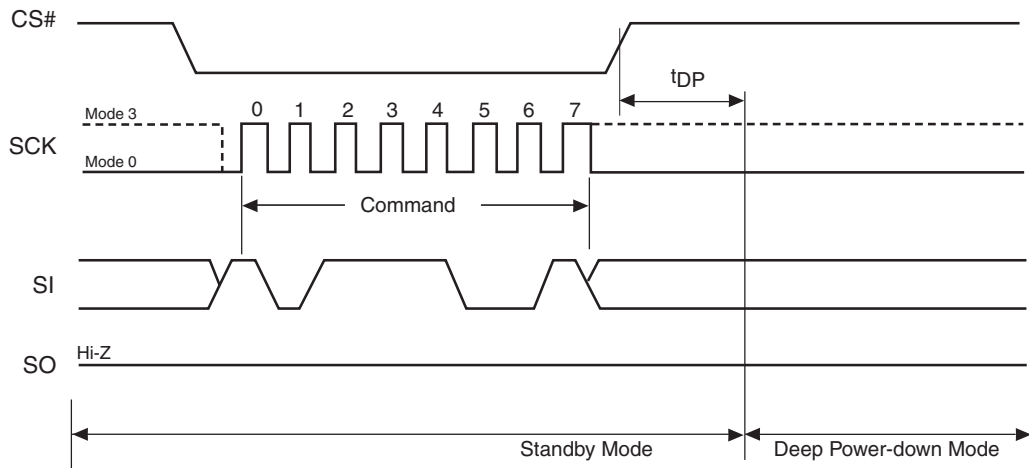 CS#
tDP
Mode 3
0 1 2 3 4 5 6 7
SCK
Mode 0
Command
SI
Hi-Z
SO
Standby Mode
Deep Power-down Mode